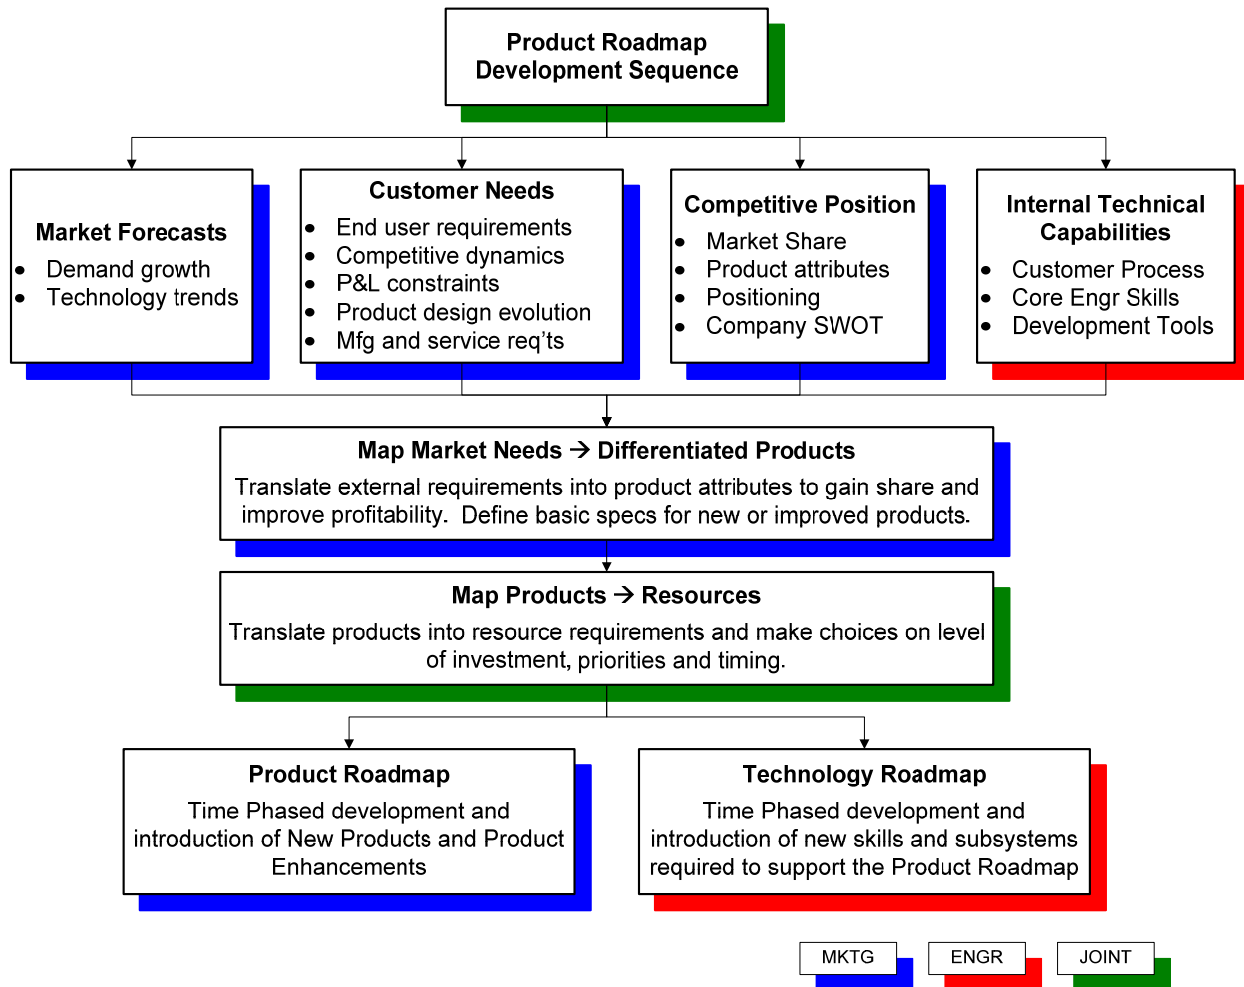 Product Roadmap
Development Sequence
Market Forecasts
• Demand growth
• Technology trends
Customer Needs
• End user requirements
• Competitive dynamics
• P&L constraints
• Product design evolution
• Mfg and service req’ts
Competitive Position
• Market Share
• Product attributes
• Positioning
• Company SWOT
Internal Technical
Capabilities
• Customer Process
• Core Engr Skills
• Development Tools
Map Market Needs → Differentiated Products
Translate external requirements into product attributes to gain share and
improve profitability.  Define basic specs for new or improved products.
Map Products → Resources
Translate products into resource requirements and make choices on level
of investment, priorities and timing.
Product Roadmap
Time Phased development and
introduction of New Products and Product
Enhancements
Technology Roadmap
Time Phased development and
introduction of new skills and subsystems
required to support the Product Roadmap
MKTG
ENGR
JOINT